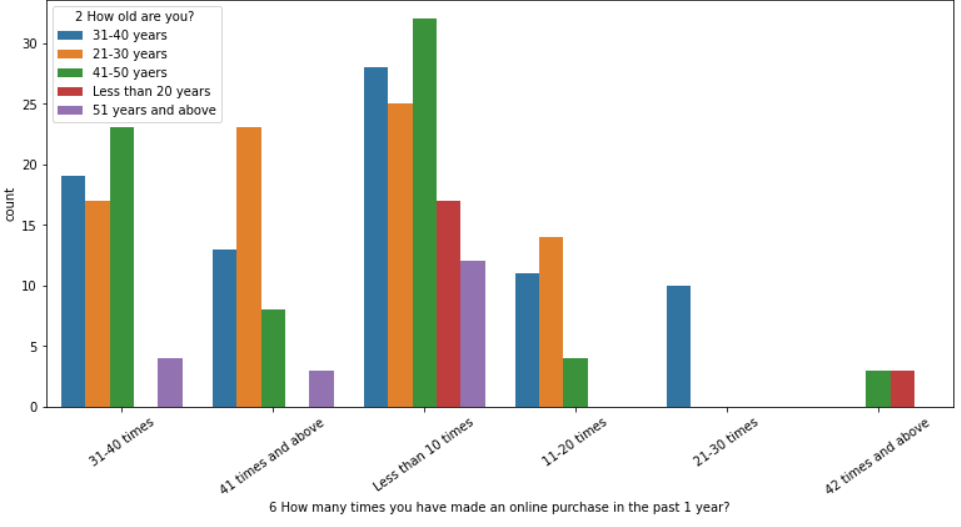 2 How old are you?
31-40 years
21-30 years
41-50 yaers
Less than 20 years
51 years and above
count
30
25
20
15
10
5
0
31-40 times
41 times and above
Less than 10 times
11-20 times
21-30 times
42 times and above
6 How many times you have made an online purchase in the past 1 year?